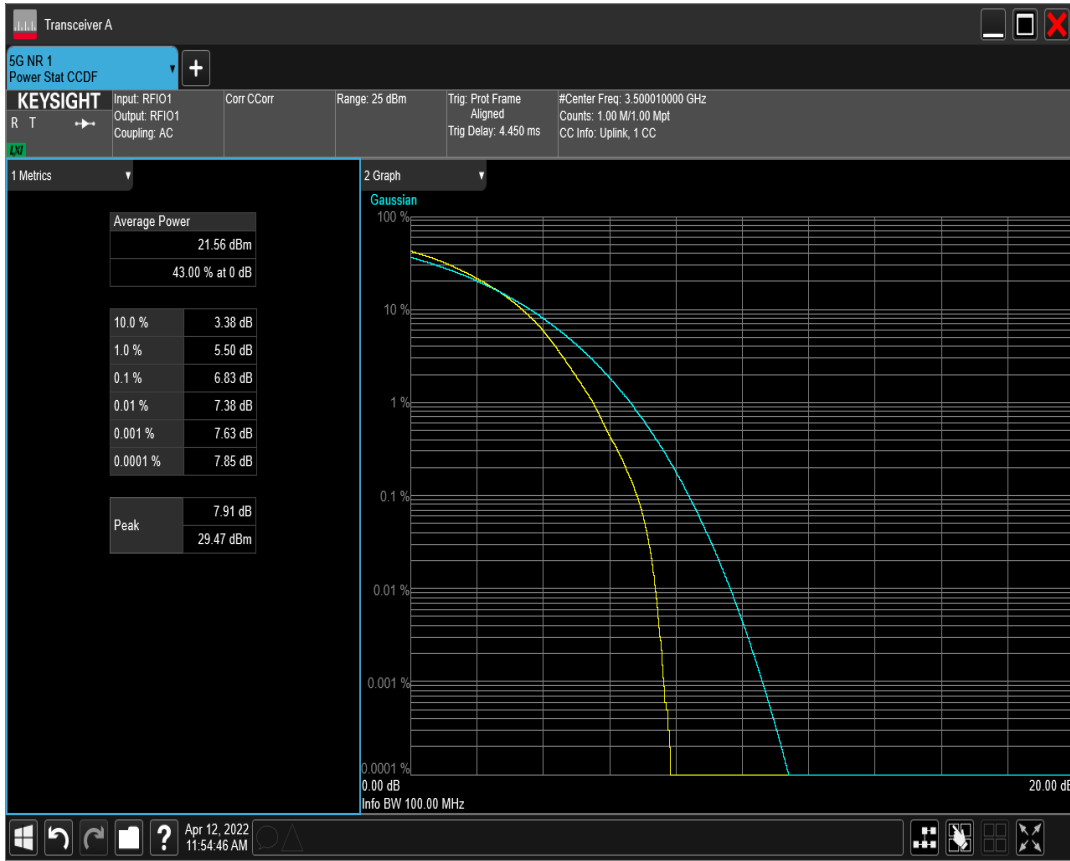 Transceiver A
5G NR 1
Power Stat CCDF
+
KEYSIGHT
R T
LXI
Input: RFIO1
Output: RFIO1
Coupling: AC
Corr CCorr
Range: 25 dBm
Trig: Prot Frame
Aligned
Trig Delay: 4.450 ms
#Center Freq: 3.500010000 GHz
Counts: 1.00 M/1.00 Mpt
CC Info: Uplink, 1 CC
1 Metrics
Average Power
21.56 dBm
43.00 % at 0 dB
10.0 % 3.38 dB
1.0 % 5.50 dB
0.1 % 6.83 dB
0.01 % 7.38 dB
0.001 % 7.63 dB
0.0001 % 7.85 dB
Peak 7.91 dB
29.47 dBm
2 Graph
Gaussian
100 %
10 %
1 %
0.1 %
0.01 %
0.001 %
0.0001 %
0.00 dB 20.00 dB
Info BW 100.00 MHz
? Apr 12, 2022
11:54:46 AM